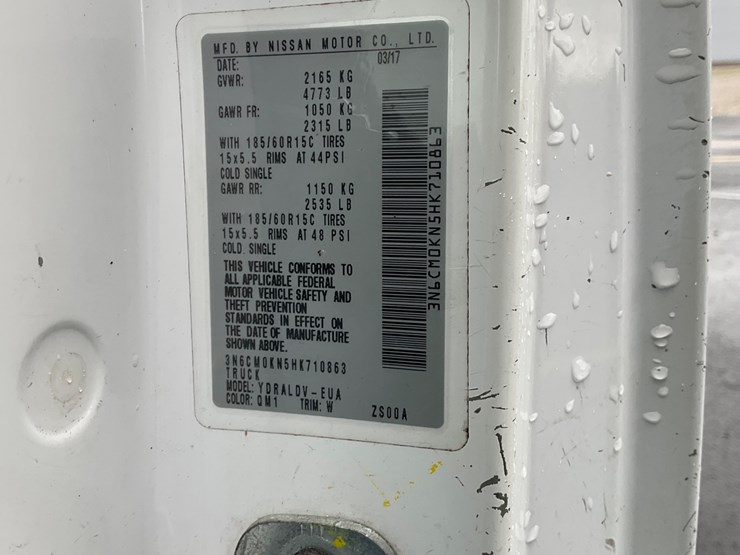 MFD. BY NISSAN MOTOR CO., LTD.
DATE: 03/17
GVWR: 2165 KG
4773 LB
GAWR FR: 1050 KG
2315 LB
WITH 185/60R15C TIRES
15x5.5 RIMS AT 44PSI
COLD SINGLE
GAWR RR: 1150 KG
2535 LB
WITH 185/60R15C TIRES
15x5.5 RIMS AT 48 PSI
COLD SINGLE
THIS VEHICLE CONFORMS TO
ALL APPLICABLE FEDERAL
MOTOR VEHICLE SAFETY AND
THEFT PREVENTION
STANDARDS IN EFFECT ON
THE DATE OF MANUFACTURE
SHOWN ABOVE.
3N6CM0KN5HK710863
TRUCK
MODEL: YDRALDV-EUA
COLOR: QM1 TRIM: W ZS00A
3N6CM0KN5HK710863